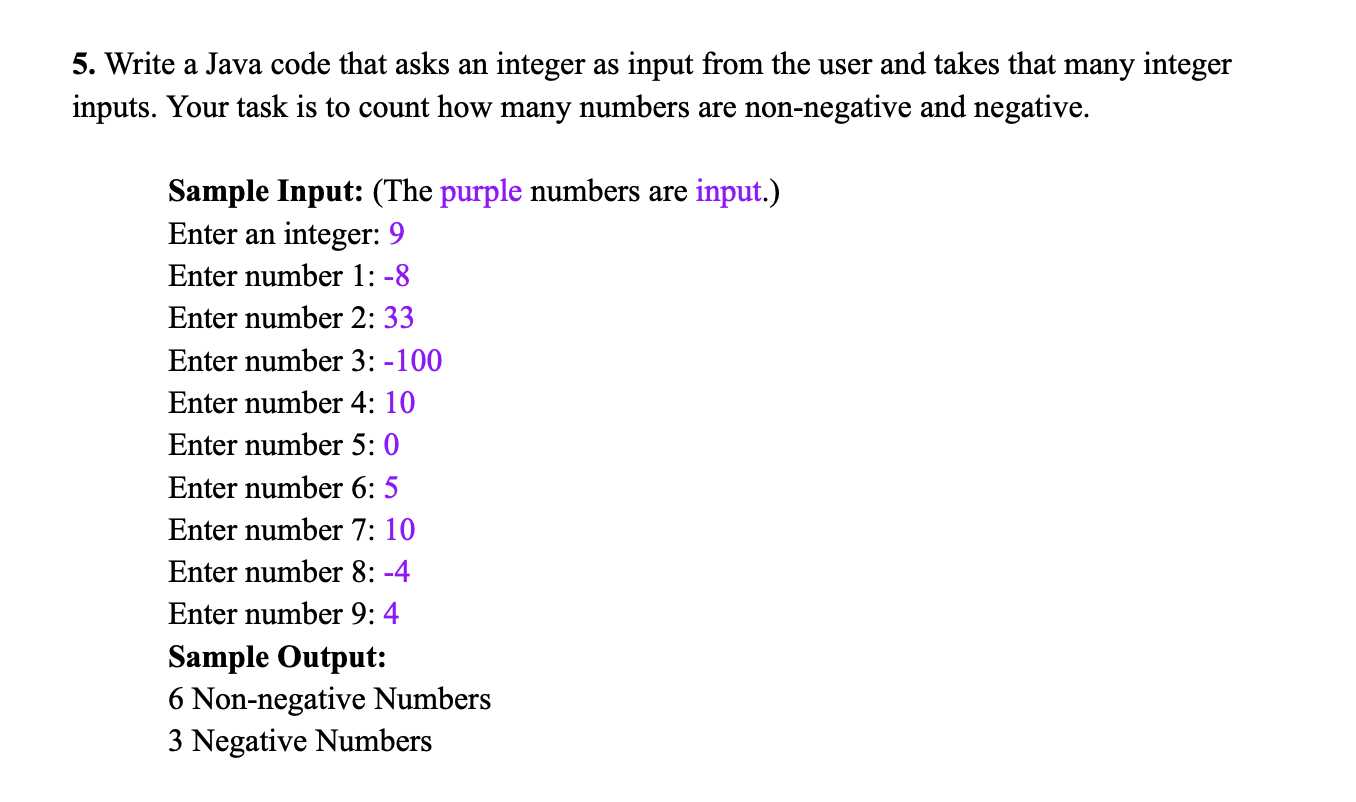 5. Write a Java code that asks an integer as input from the user and takes that many integer
inputs. Your task is to count how many numbers are non-negative and negative.
Sample Input: (The purple numbers are input.)
Enter an integer: 9
Enter number 1: -8
Enter number 2: 33
Enter number 3: -100
Enter number 4: 10
Enter number 5: 0
Enter number 6: 5
Enter number 7: 10
Enter number 8: -4
Enter number 9: 4
Sample Output:
6 Non-negative Numbers
3 Negative Numbers